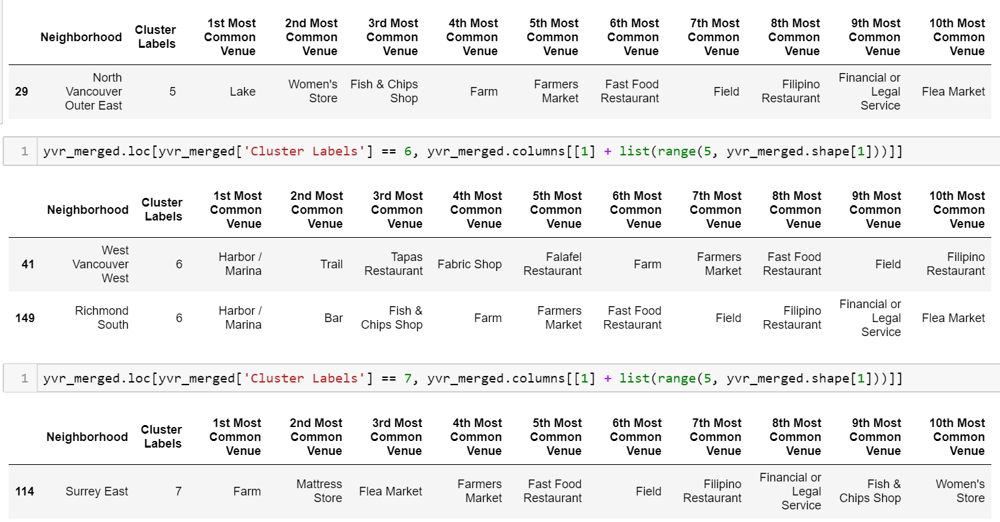 Neighborhood Cluster Labels 1st Most Common Venue 2nd Most Common Venue 3rd Most Common Venue 4th Most Common Venue 5th Most Common Venue 6th Most Common Venue 7th Most Common Venue 8th Most Common Venue 9th Most Common Venue 10th Most Common Venue
29 North Vancouver Outer East 5 Lake Women's Store Fish & Chips Shop Farm Farmers Market Fast Food Restaurant Field Filipino Restaurant Financial or Legal Service Flea Market
1 yvr_merged.loc[yvr_merged['Cluster Labels'] == 6, yvr_merged.columns[[1] + list(range(5, yvr_merged.shape[1]))]]
Neighborhood Cluster Labels 1st Most Common Venue 2nd Most Common Venue 3rd Most Common Venue 4th Most Common Venue 5th Most Common Venue 6th Most Common Venue 7th Most Common Venue 8th Most Common Venue 9th Most Common Venue 10th Most Common Venue
41 West Vancouver West 6 Harbor / Marina Trail Tapas Restaurant Fabric Shop Falafel Restaurant Farm Farmers Market Fast Food Restaurant Field Filipino Restaurant
149 Richmond South 6 Harbor / Marina Bar Fish & Chips Shop Farm Farmers Market Fast Food Restaurant Field Filipino Restaurant Financial or Legal Service Flea Market
1 yvr_merged.loc[yvr_merged['Cluster Labels'] == 7, yvr_merged.columns[[1] + list(range(5, yvr_merged.shape[1]))]]
Neighborhood Cluster Labels 1st Most Common Venue 2nd Most Common Venue 3rd Most Common Venue 4th Most Common Venue 5th Most Common Venue 6th Most Common Venue 7th Most Common Venue 8th Most Common Venue 9th Most Common Venue 10th Most Common Venue
114 Surrey East 7 Farm Mattress Store Flea Market Farmers Market Fast Food Restaurant Field Filipino Restaurant Financial or Legal Service Fish & Chips Shop Women's Store